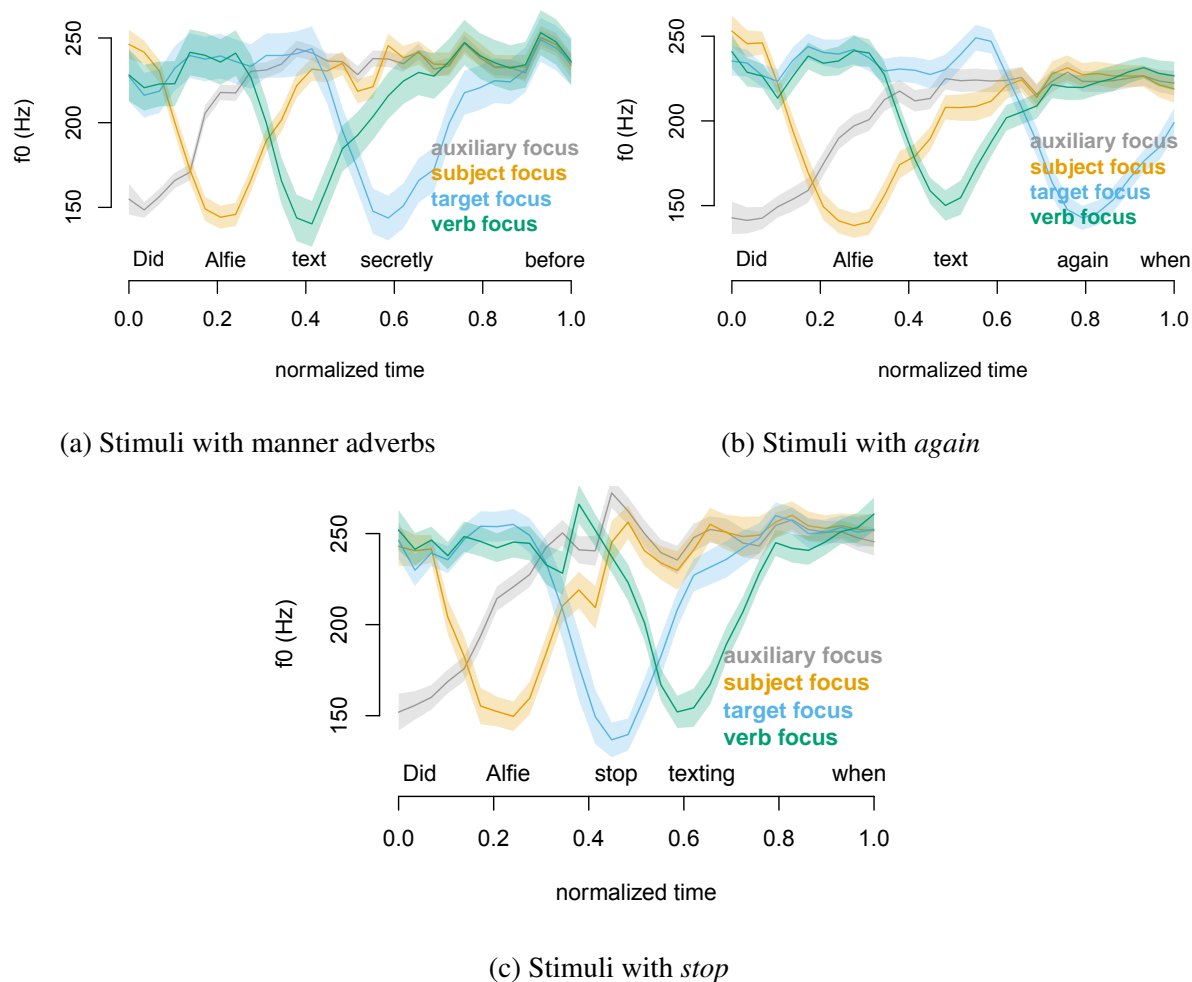 250
200
150
f0 (Hz)
auxiliary focus
subject focus
target focus
verb focus
Did Alfie text secretly before
0.0 0.2 0.4 0.6 0.8 1.0
normalized time
(a) Stimuli with manner adverbs
250
200
150
f0 (Hz)
auxiliary focus
subject focus
target focus
verb focus
Did Alfie text again when
0.0 0.2 0.4 0.6 0.8 1.0
normalized time
(b) Stimuli with again
250
200
150
f0 (Hz)
auxiliary focus
subject focus
target focus
verb focus
Did Alfie stop texting when
0.0 0.2 0.4 0.6 0.8 1.0
normalized time
(c) Stimuli with stop